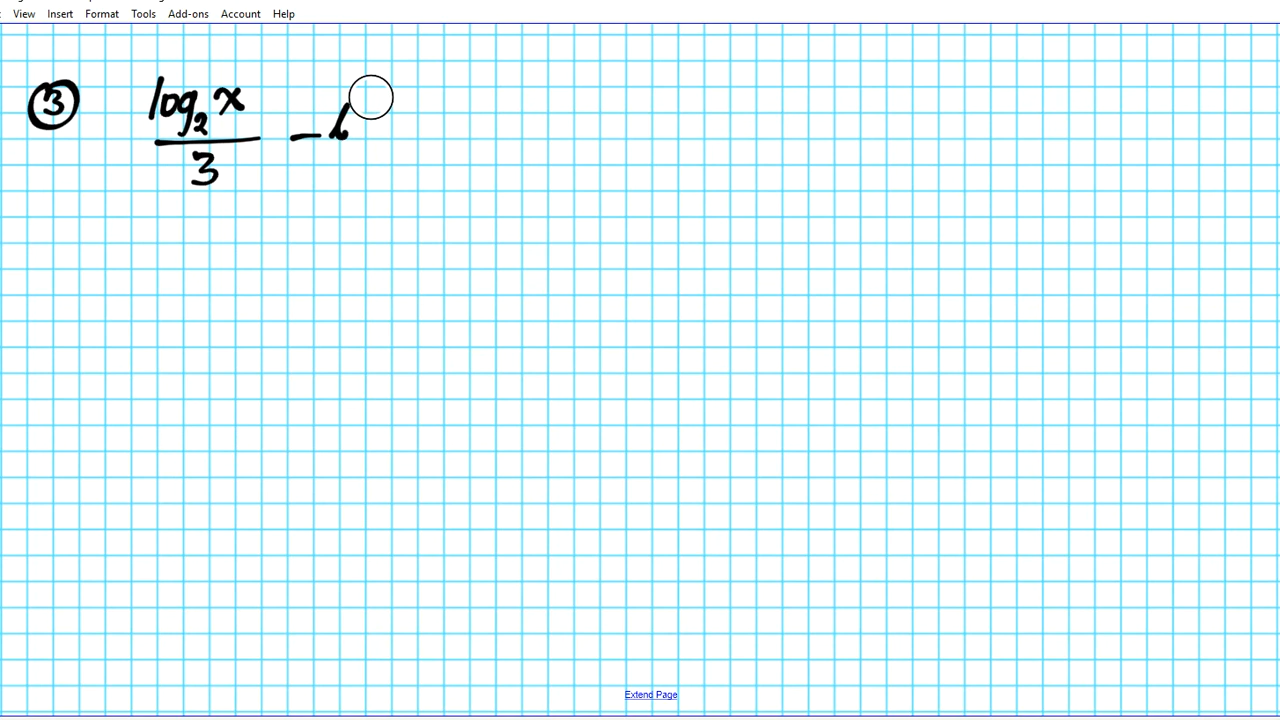 View Insert Format Tools Add-ons Account Help
③ log₂x
―
3
Extend Page